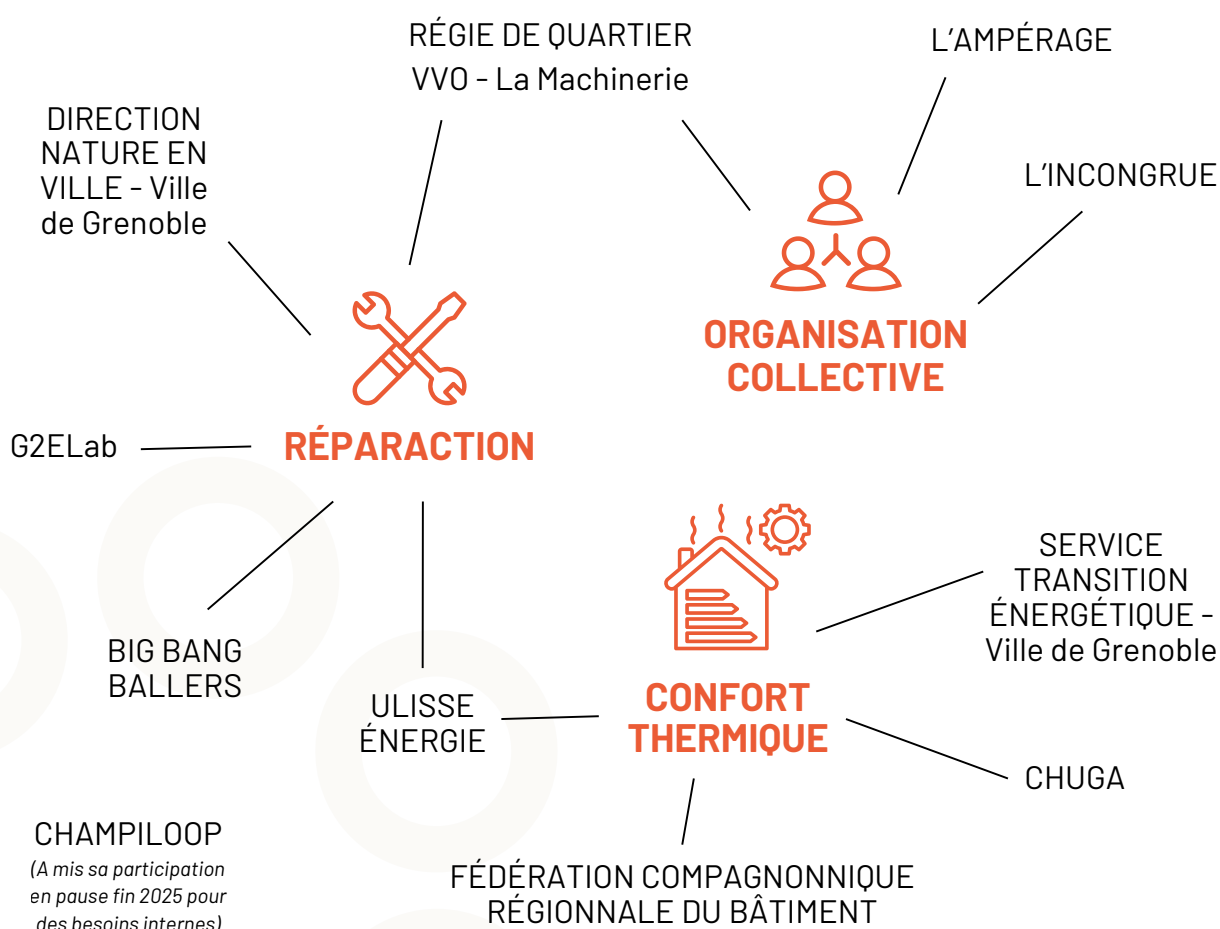 RÉGIE DE QUARTIER
VVO - La Machinerie
L'AMPÉRAGE
DIRECTION
NATURE EN
VILLE - Ville
de Grenoble
L'INCONGRUE
ORGANISATION
COLLECTIVE
G2ELab
RÉPARACTION
SERVICE
TRANSITION
ÉNERGÉTIQUE -
Ville de Grenoble
BIG BANG
BALLERS
ULISSE
ÉNERGIE
CONFORT
THERMIQUE
CHUGA
CHAMPILOOP
(A mis sa participation
en pause fin 2025 pour
des besoins internes)
FÉDÉRATION COMPAGNONNIQUE
RÉGIONNALE DU BÂTIMENT